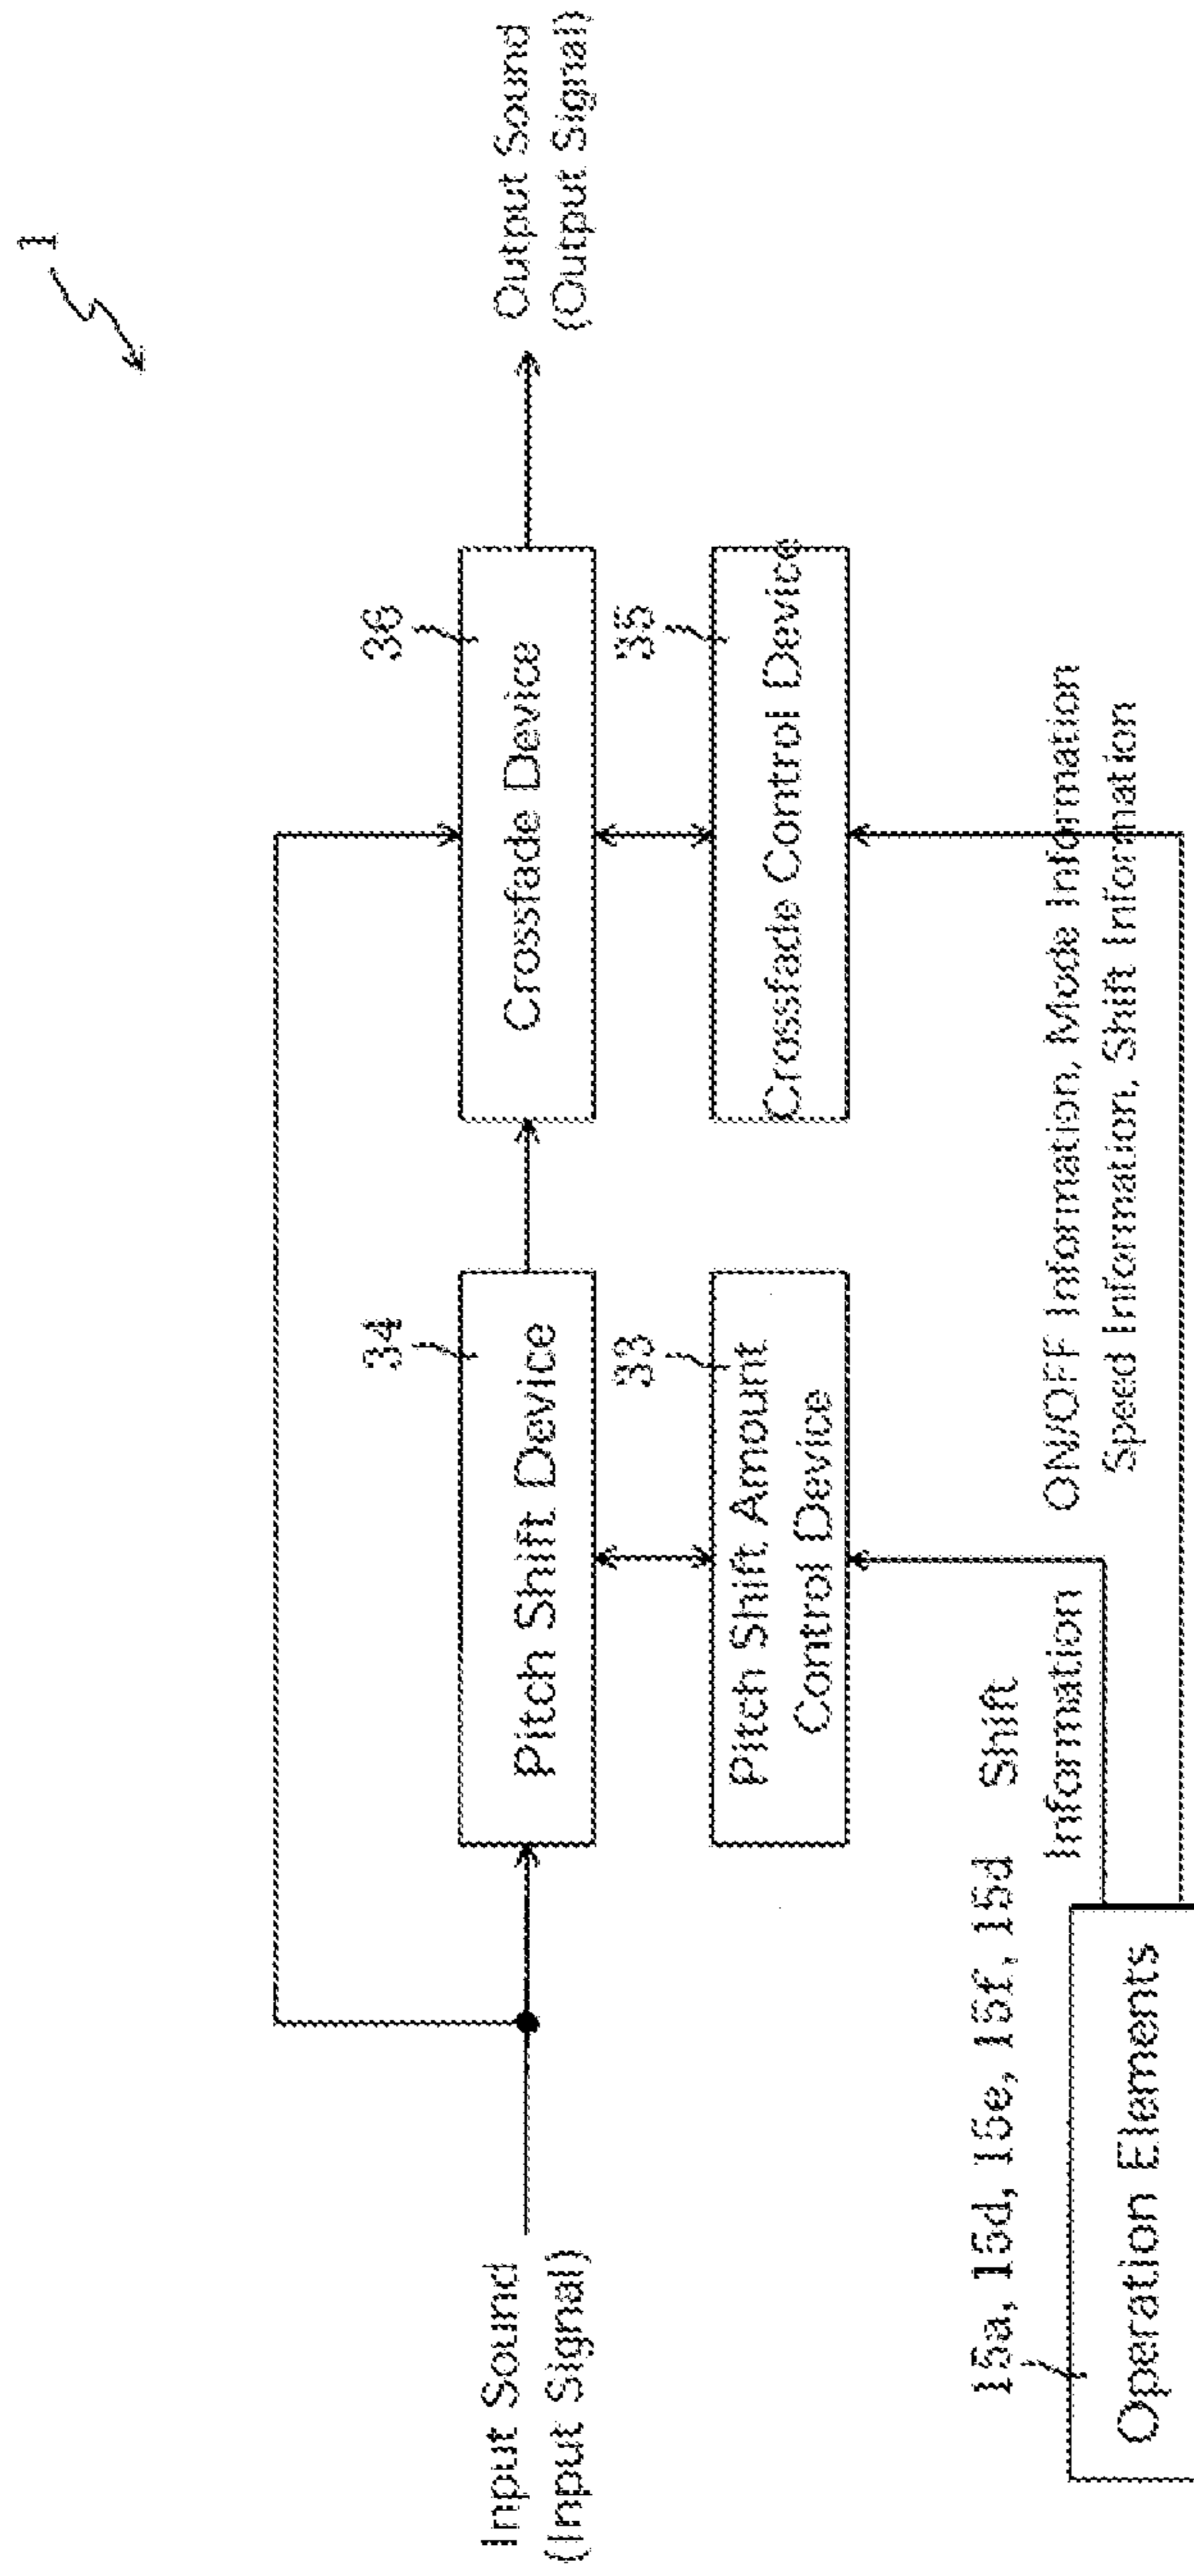 1
Input Sound
(Input Signal)
34
Pitch Shift Device
36
Crossfade Device
Output Sound
(Output Signal)
33
Pitch Shift Amount
Control Device
35
Crossfade Control Device
15a, 15d, 15e, 15f, 15d
Operation Elements
Shift
Information
ON/OFF Information, Mode Information
Speed Information, Shift Information